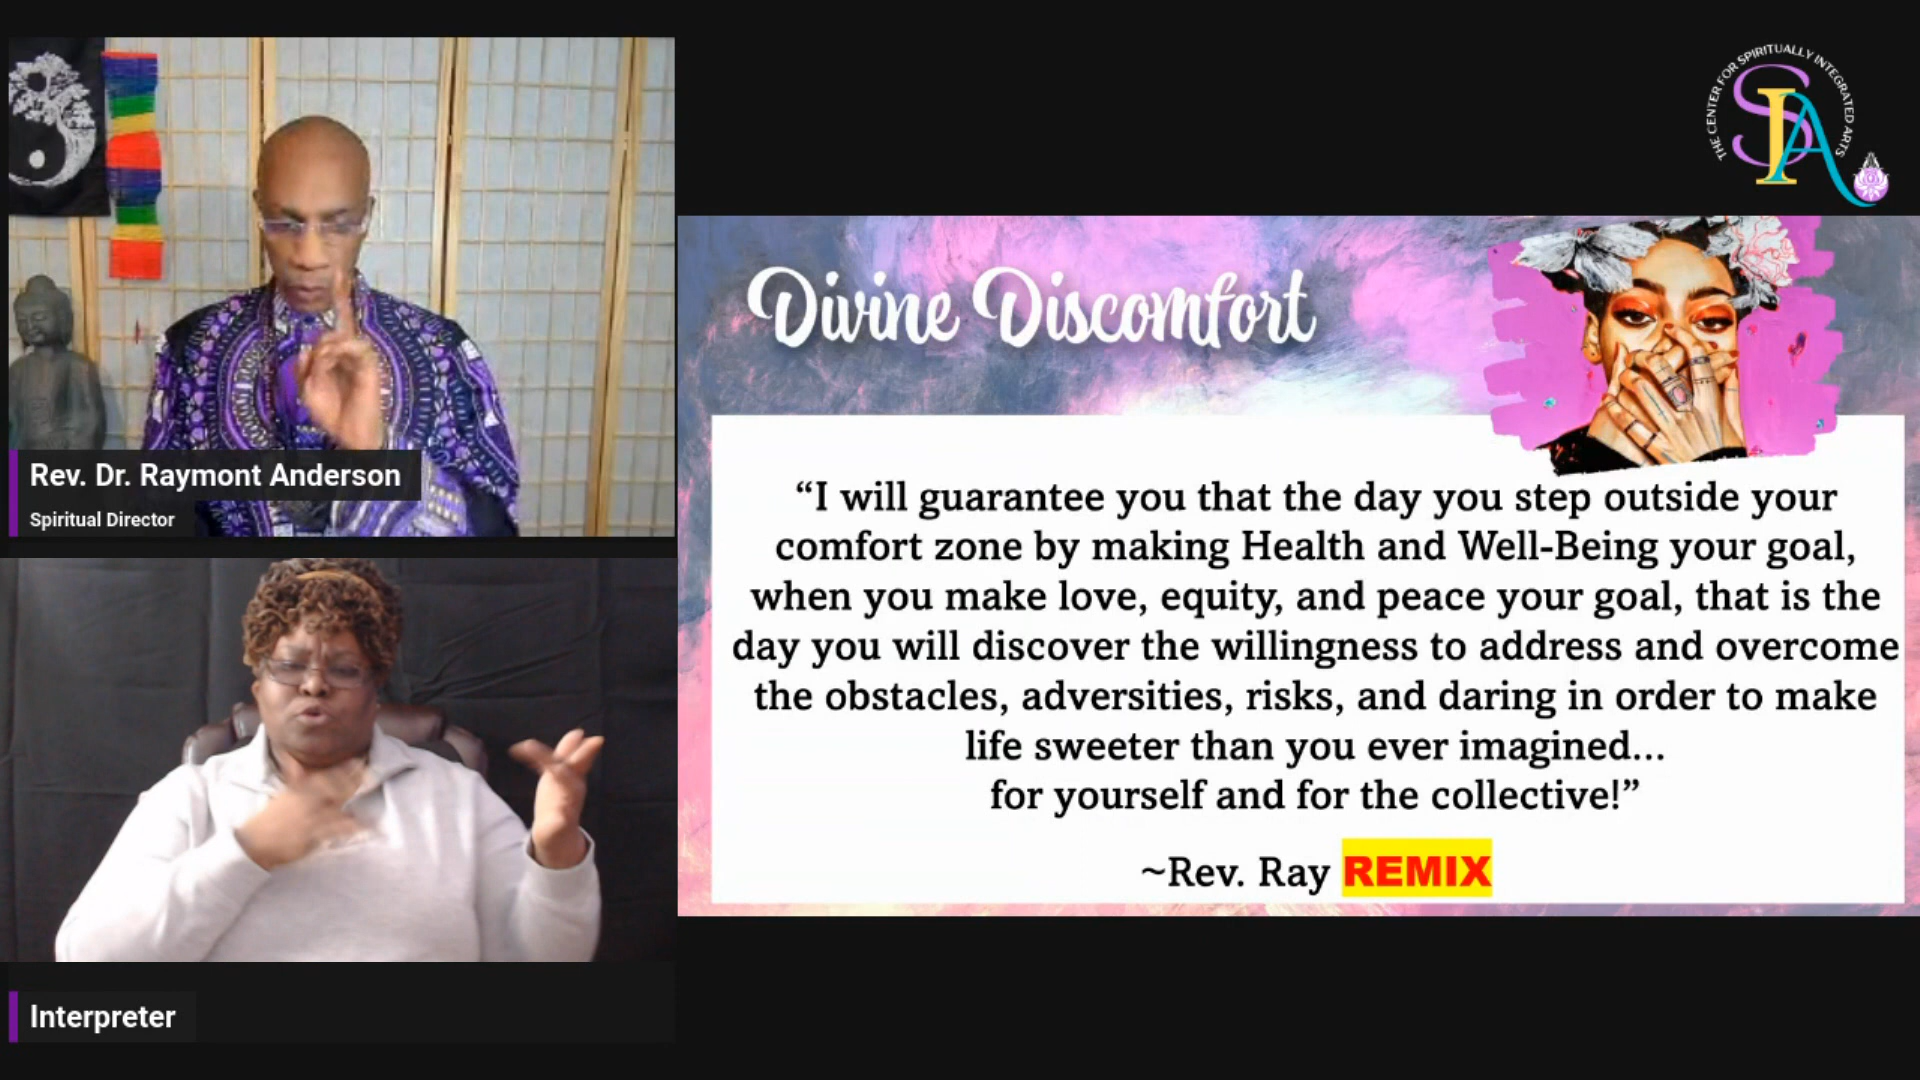 THE CENTER FOR SPIRITUALLY INTEGRATED ARTS
SIA
Divine Discomfort
Rev. Dr. Raymont Anderson
Spiritual Director
“I will guarantee you that the day you step outside your
comfort zone by making Health and Well-Being your goal,
when you make love, equity, and peace your goal, that is the
day you will discover the willingness to address and overcome
the obstacles, adversities, risks, and daring in order to make
life sweeter than you ever imagined...
for yourself and for the collective!”
~Rev. Ray REMIX
Interpreter